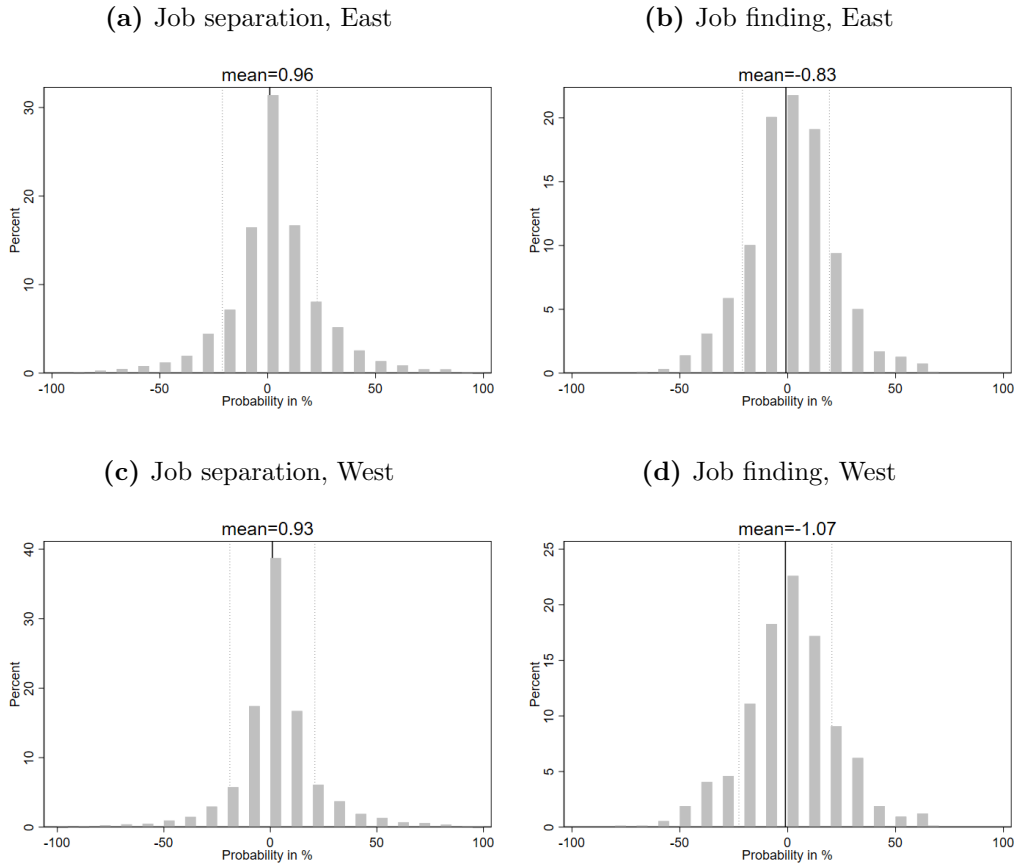 (a) Job separation, East
mean=0.96
Percent
30
20
10
0
-100 -50 0 50 100
Probability in %
(b) Job finding, East
mean=-0.83
Percent
20
15
10
5
0
-100 -50 0 50 100
Probability in %
(c) Job separation, West
mean=0.93
Percent
40
30
20
10
0
-100 -50 0 50 100
Probability in %
(d) Job finding, West
mean=-1.07
Percent
25
20
15
10
5
0
-100 -50 0 50 100
Probability in %